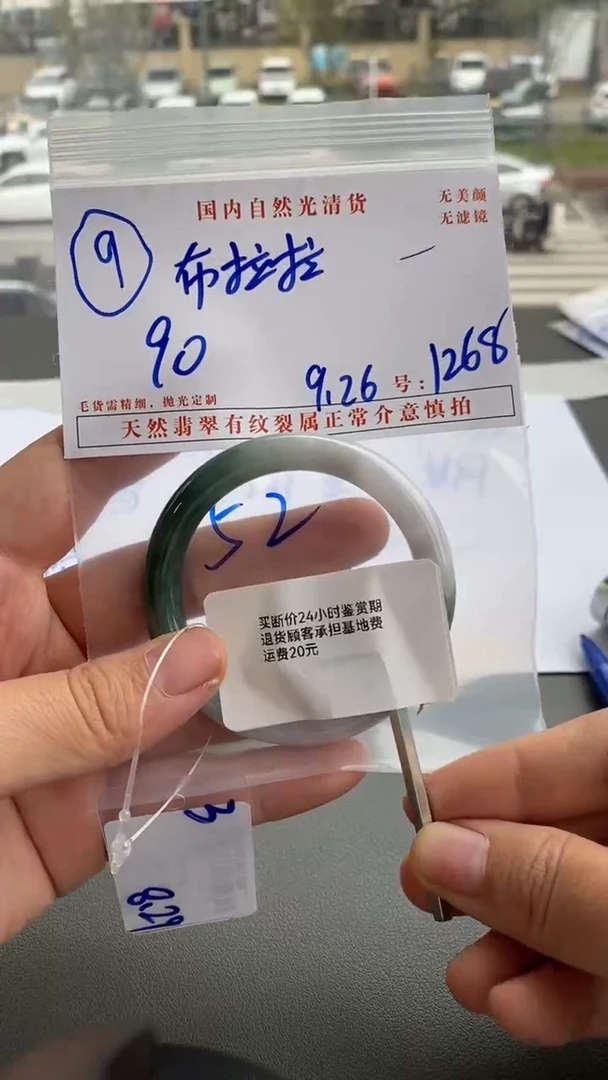 国内自然光清货
无美颜
无滤镜
9
布拉拉
90
9.26 号:1268
毛货需精细，抛光定制
天然翡翠有纹裂属正常介意慎拍
52
买断价24小时鉴赏期
退货顾客承担基地费
运费20元
8.29